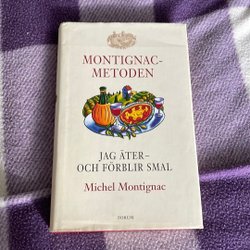 MONTIGNAC-
METODEN
JAG ÄTER–
OCH FÖRBLIR SMAL
Michel Montignac
FORUM